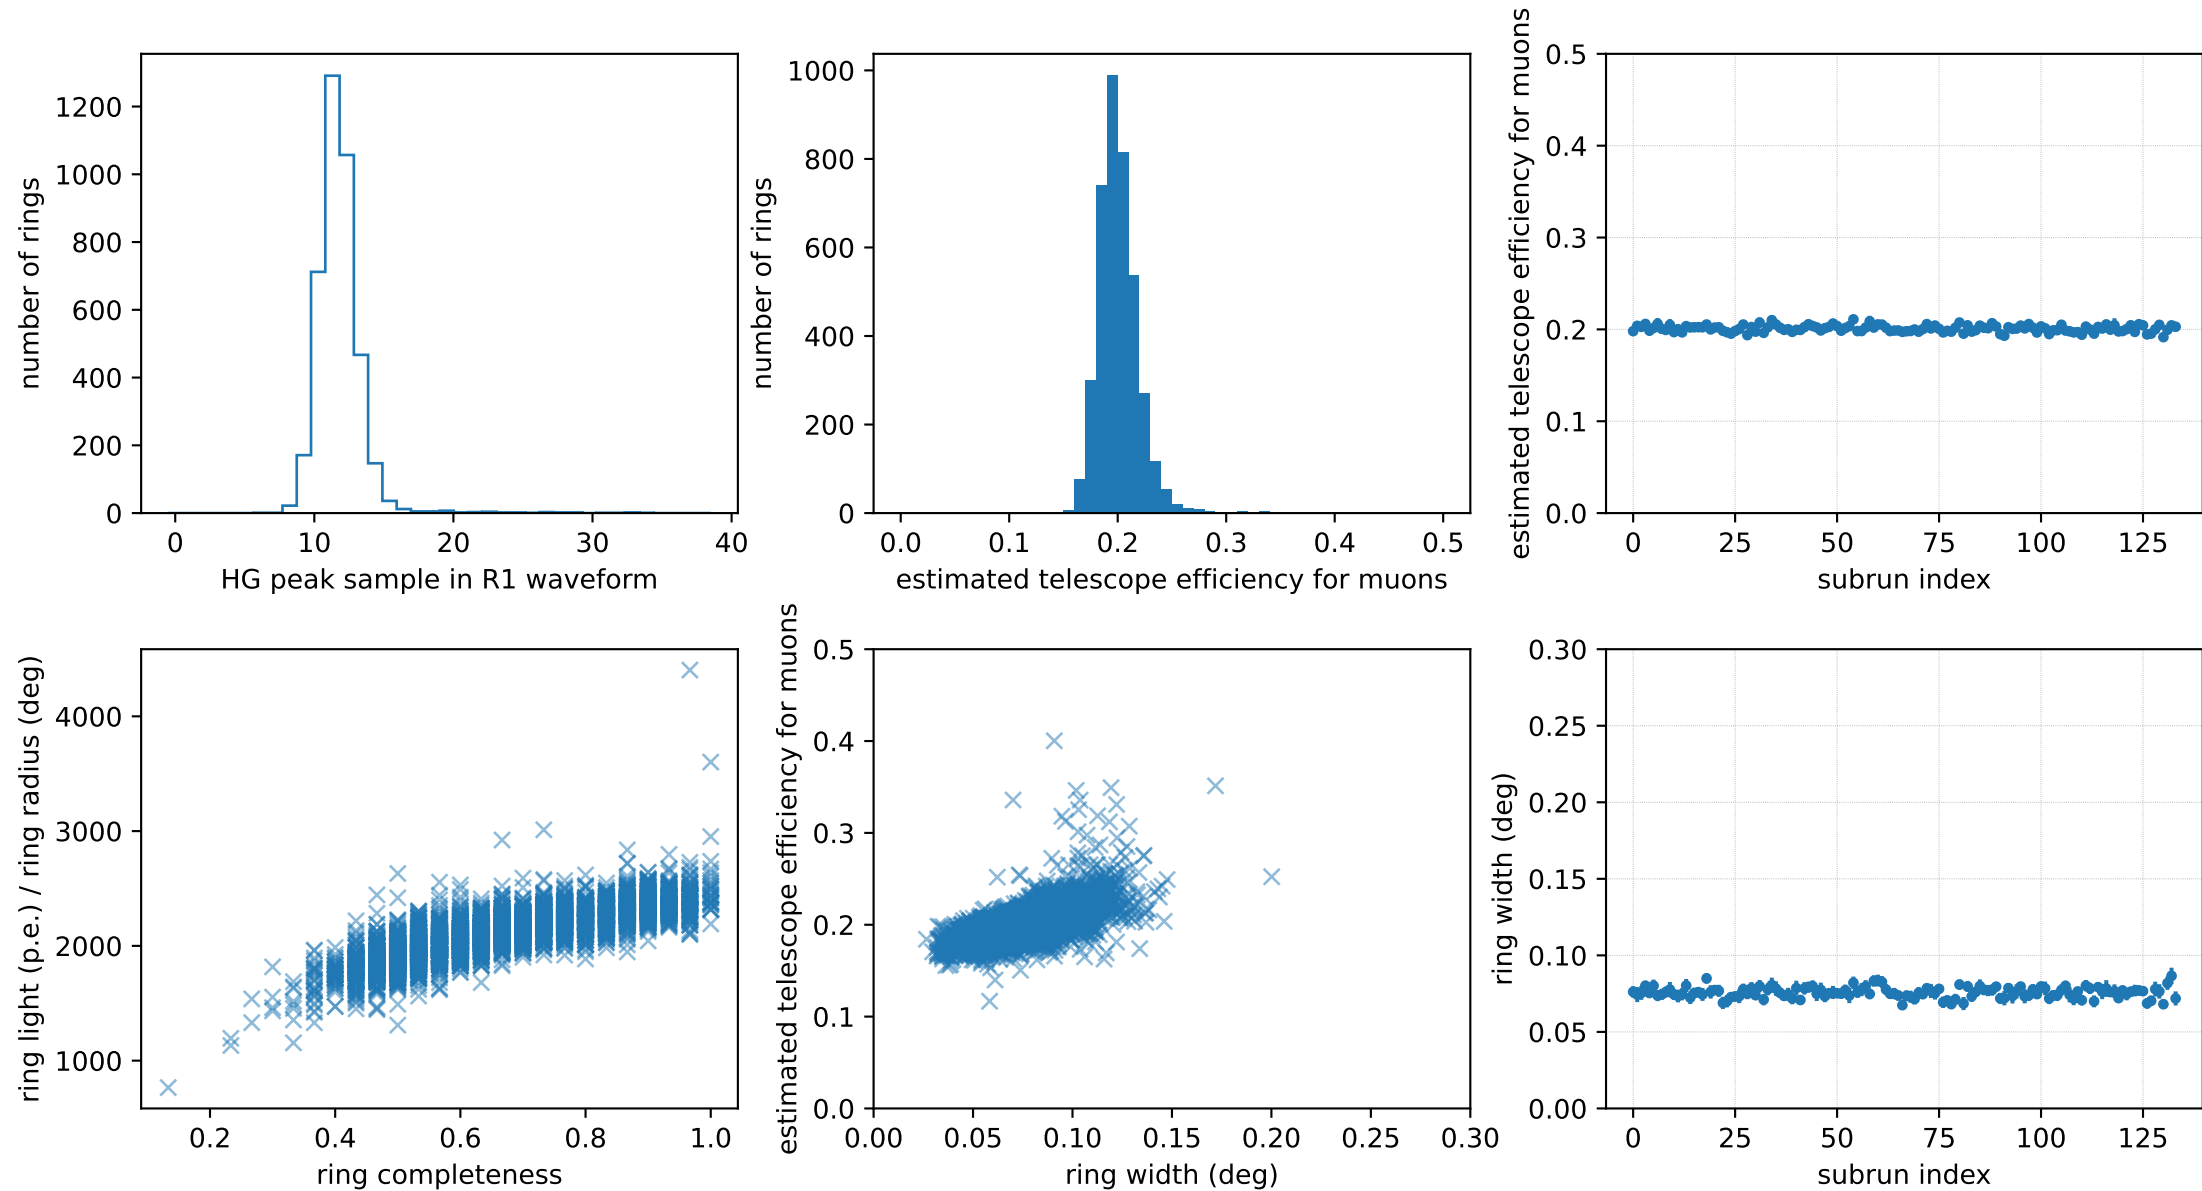 number of rings
1200
1000
800
600
400
200
0
0 10 20 30 40
HG peak sample in R1 waveform
number of rings
1000
800
600
400
200
0
0.0 0.1 0.2 0.3 0.4 0.5
estimated telescope efficiency for muons
estimated telescope efficiency for muons
0.5
0.4
0.3
0.2
0.1
0.0
0 25 50 75 100 125
subrun index
ring light (p.e.) / ring radius (deg)
4000
3000
2000
1000
0.2 0.4 0.6 0.8 1.0
ring completeness
estimated telescope efficiency for muons
0.5
0.4
0.3
0.2
0.1
0.0
0.00 0.05 0.10 0.15 0.20 0.25 0.30
ring width (deg)
ring width (deg)
0.30
0.25
0.20
0.15
0.10
0.05
0.00
0 25 50 75 100 125
subrun index